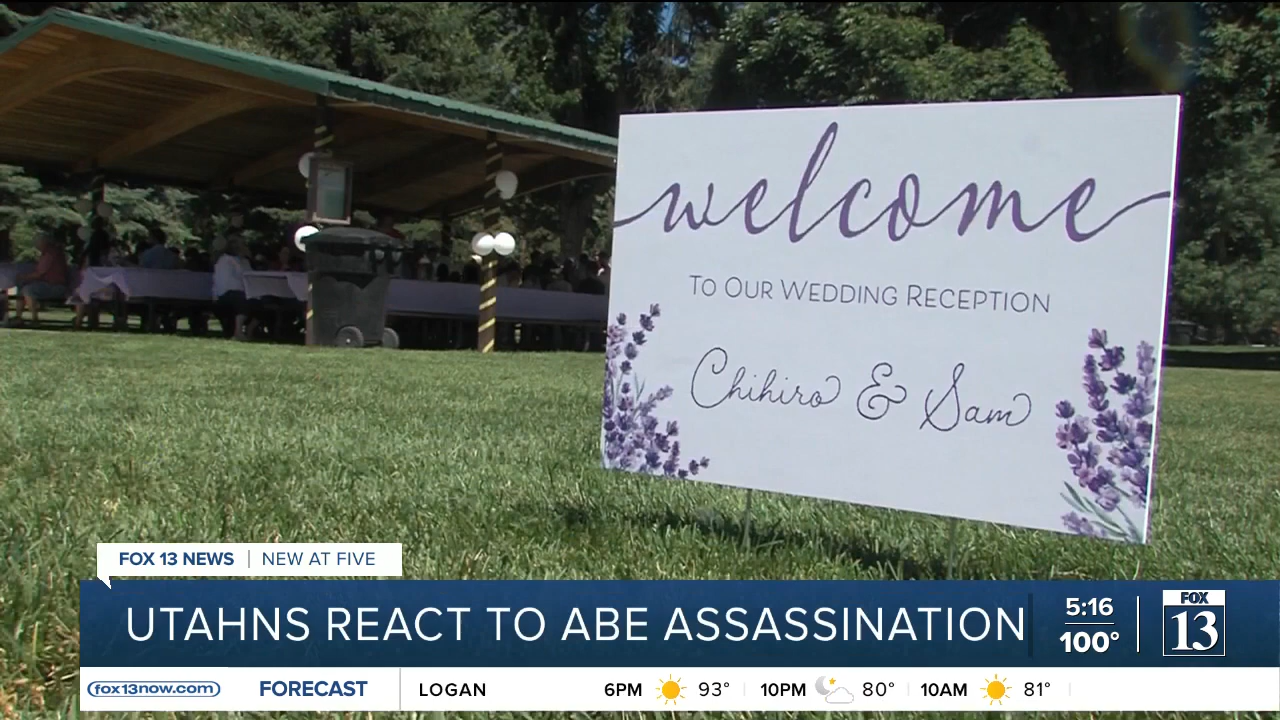 welcome
To Our Wedding Reception
Chihiro & Sam
FOX 13 NEWS | NEW AT FIVE
UTAHNS REACT TO ABE ASSASSINATION
5:16
100°
FOX
13
fox13now.com FORECAST LOGAN 6PM 93° 10PM 80° 10AM 81°